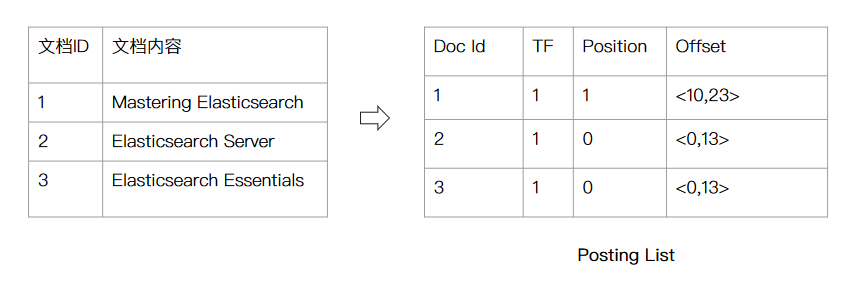 文档ID 文档内容
1 Mastering Elasticsearch
2 Elasticsearch Server
3 Elasticsearch Essentials
Doc Id TF Position Offset
1 1 1 <10,23>
2 1 0 <0,13>
3 1 0 <0,13>
Posting List